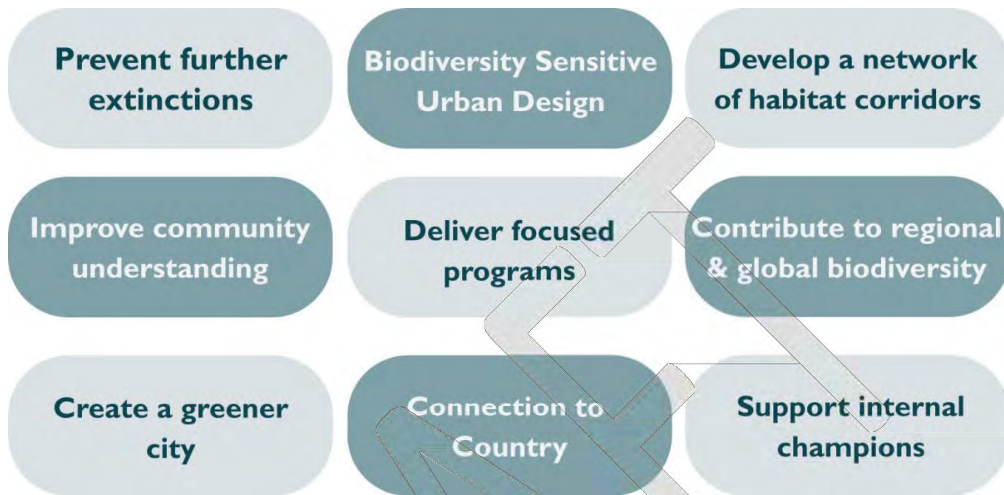 Prevent further
extinctions
Biodiversity Sensitive
Urban Design
Develop a network
of habitat corridors
Improve community
understanding
Deliver focused
programs
Contribute to regional
& global biodiversity
Create a greener
city
Connection to
Country
Support internal
champions